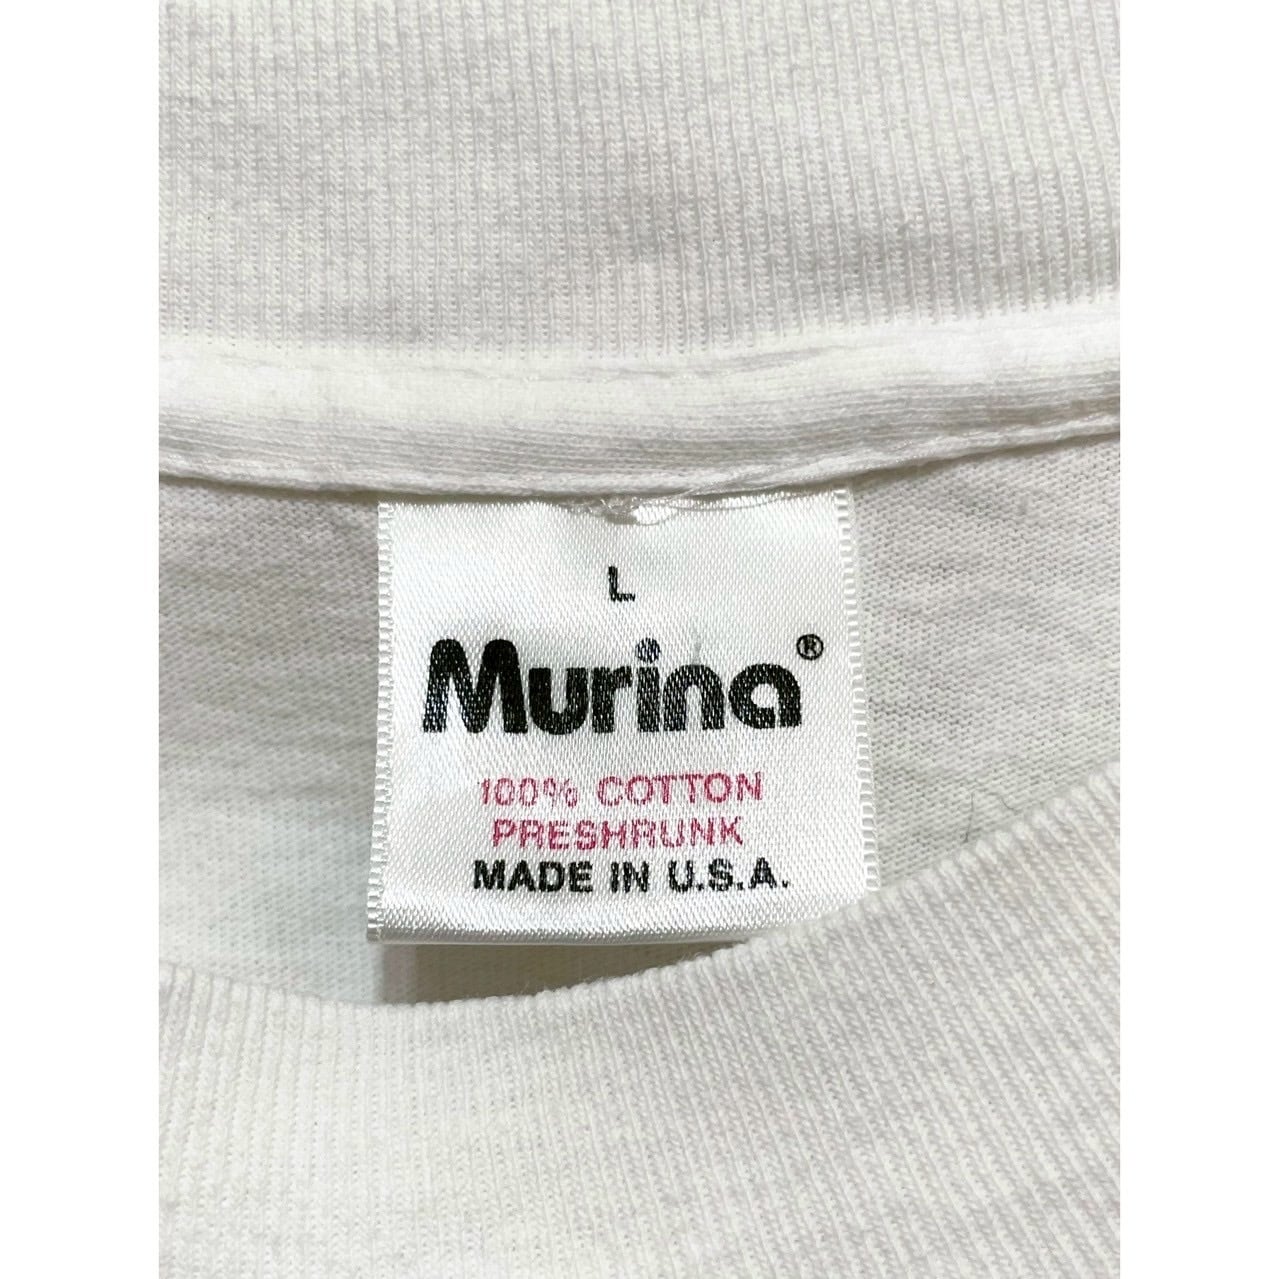 L
Murina®
100% COTTON
PRESHRUNK
MADE IN U.S.A.